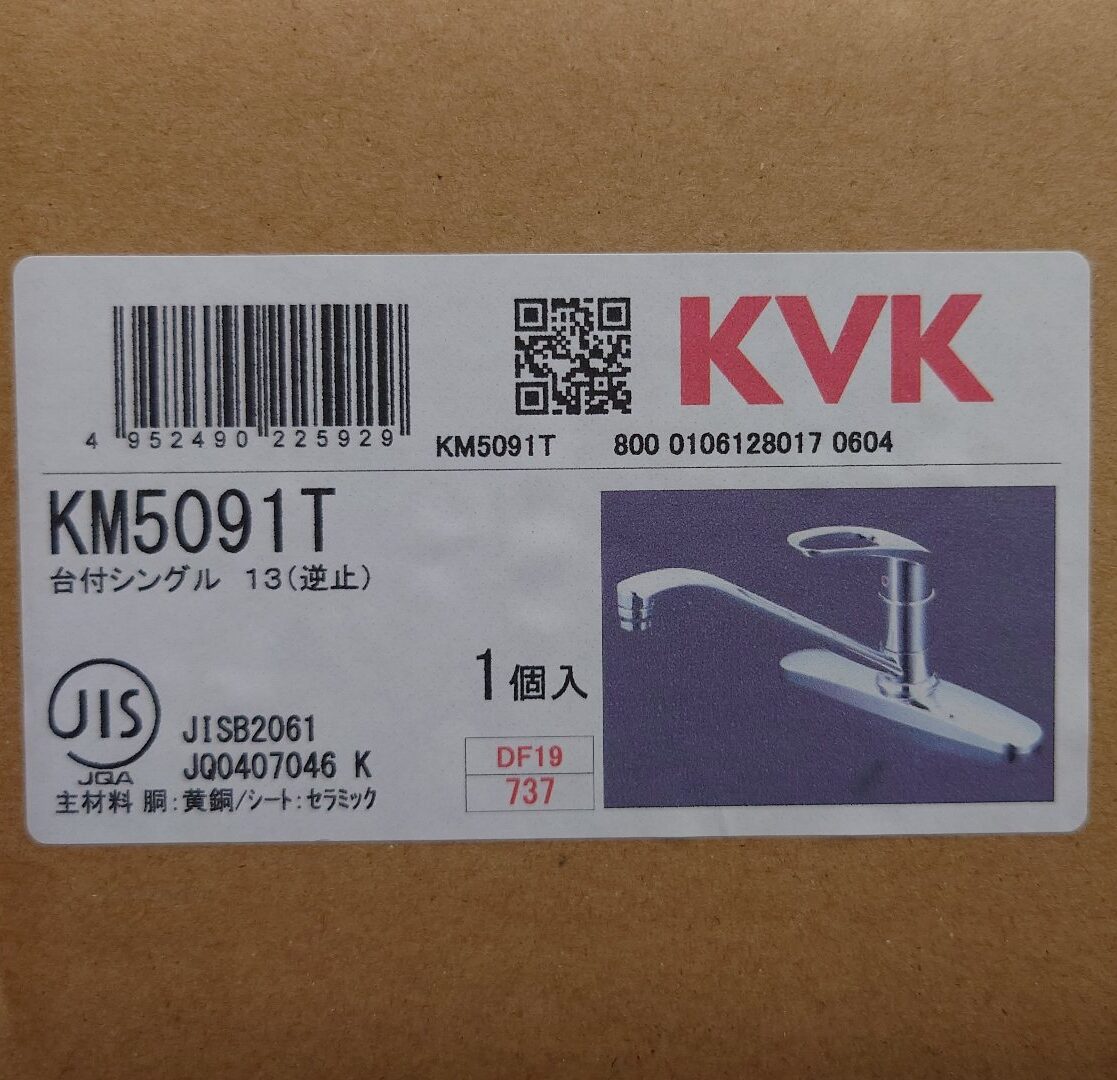 KVK
4 952490 225929
KM5091T 800 0106128017 0604
KM5091T
台付シングル 13(逆止)
1個入
JIS
JQA
JISB2061
JQ0407046 K
主材料 胴:黄銅/シート:セラミック
DF19
737